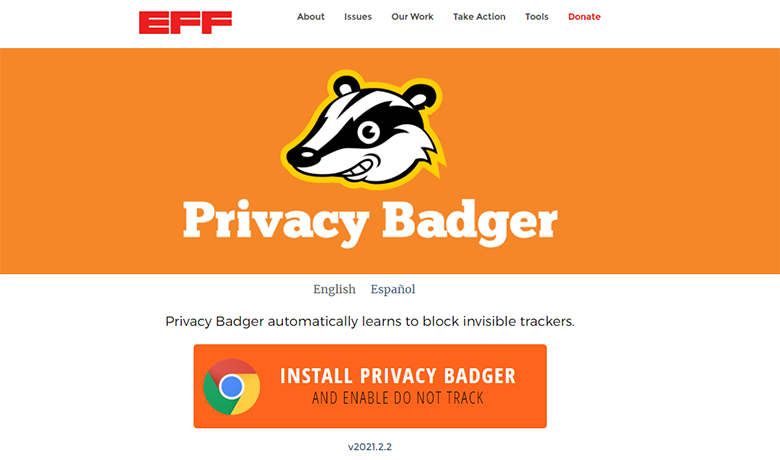 EFF
About Issues Our Work Take Action Tools Donate
Privacy Badger
English Español
Privacy Badger automatically learns to block invisible trackers.
INSTALL PRIVACY BADGER
AND ENABLE DO NOT TRACK
v2021.2.2